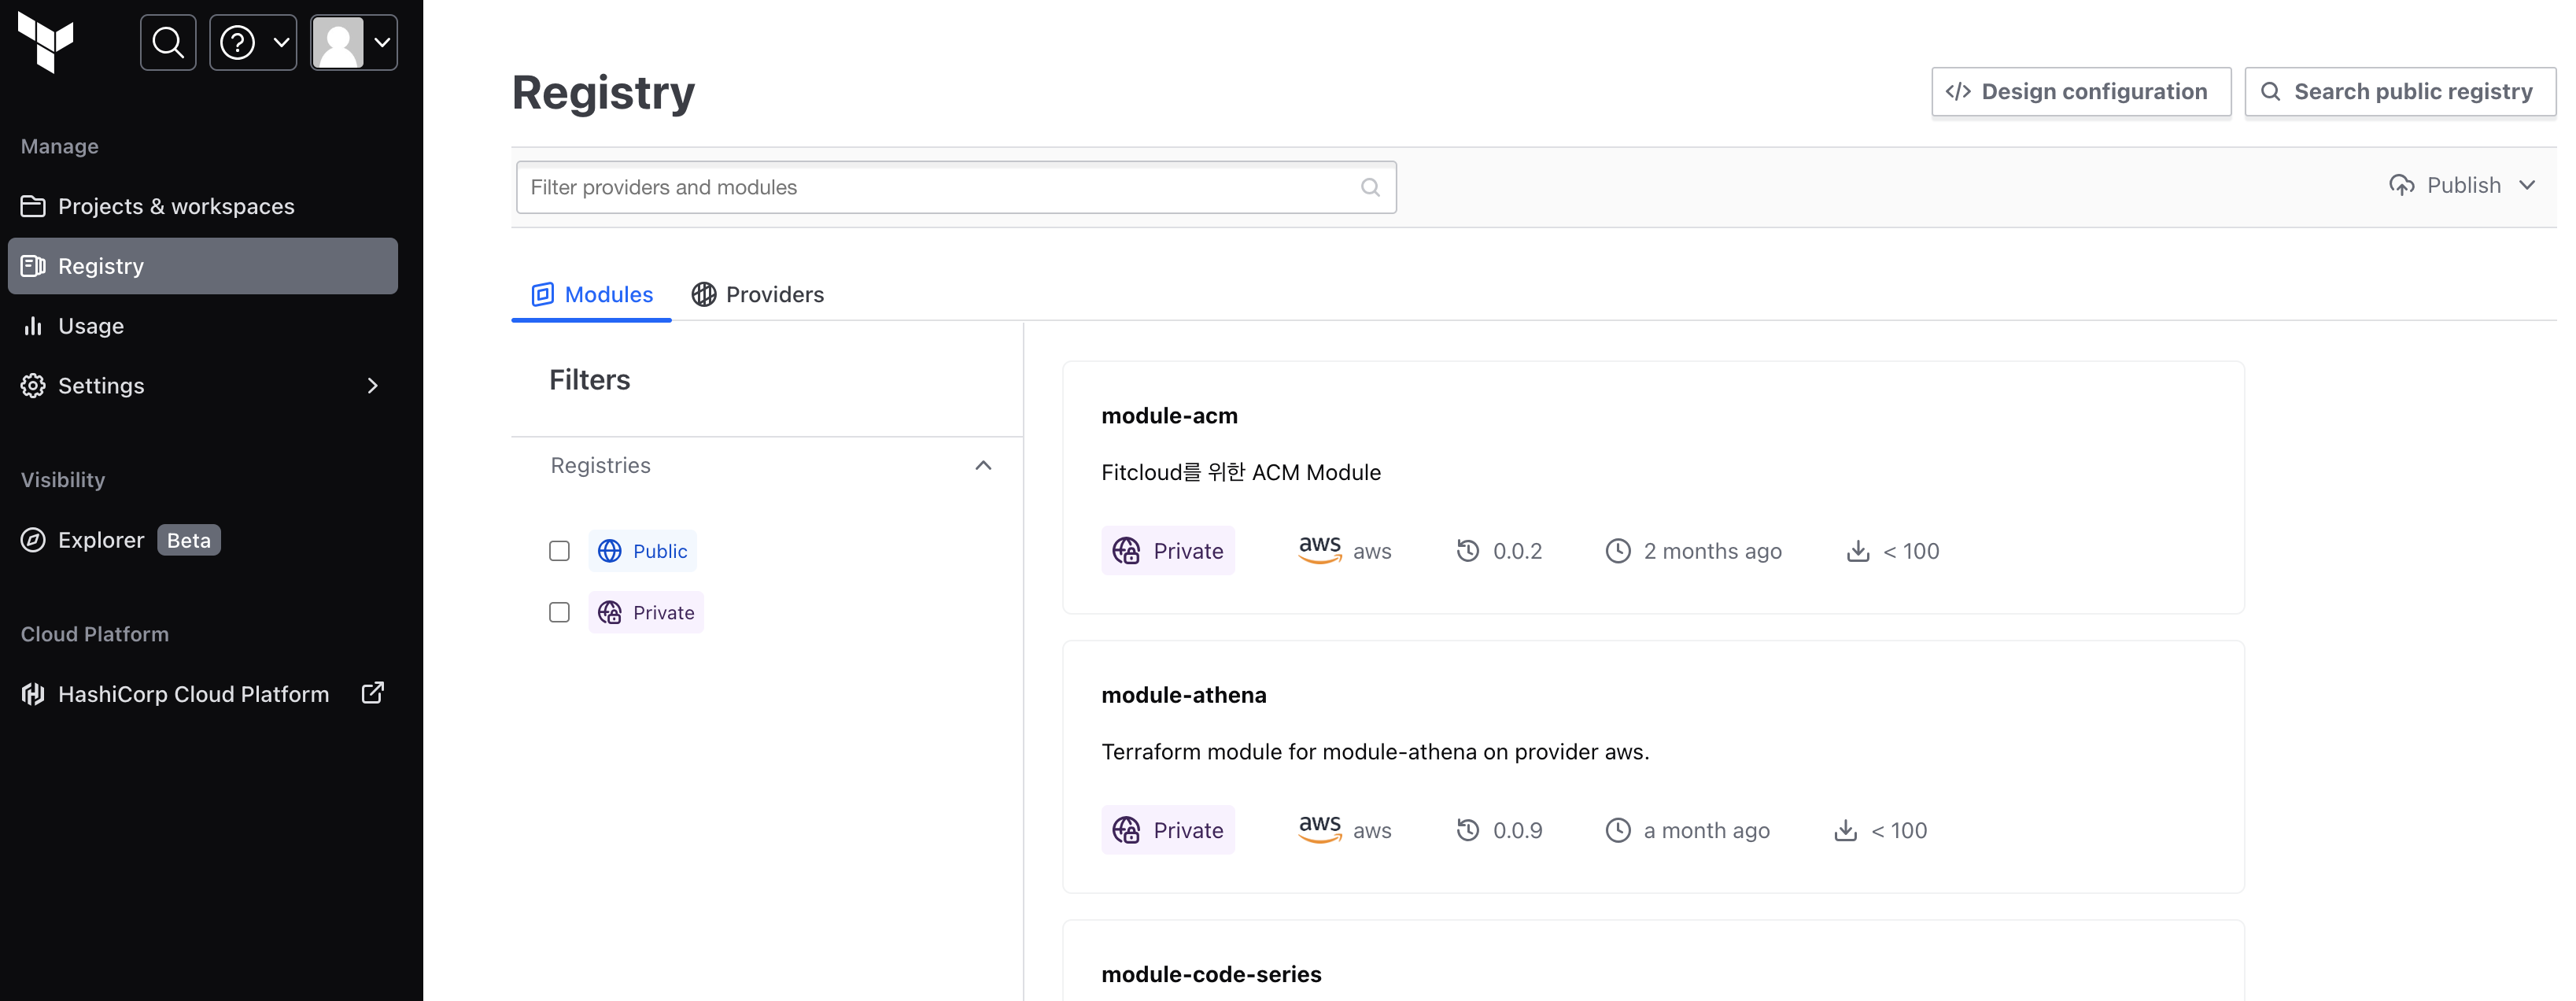 Manage
Projects & workspaces
Registry
Usage
Settings
Visibility
Explorer Beta
Cloud Platform
HashiCorp Cloud Platform
Registry
Design configuration
Search public registry
Filter providers and modules
Publish
Modules
Providers
Filters
Registries
Public
Private
module-acm
Fitcloud를 위한 ACM Module
Private aws aws 0.0.2 2 months ago < 100
module-athena
Terraform module for module-athena on provider aws.
Private aws aws 0.0.9 a month ago < 100
module-code-series